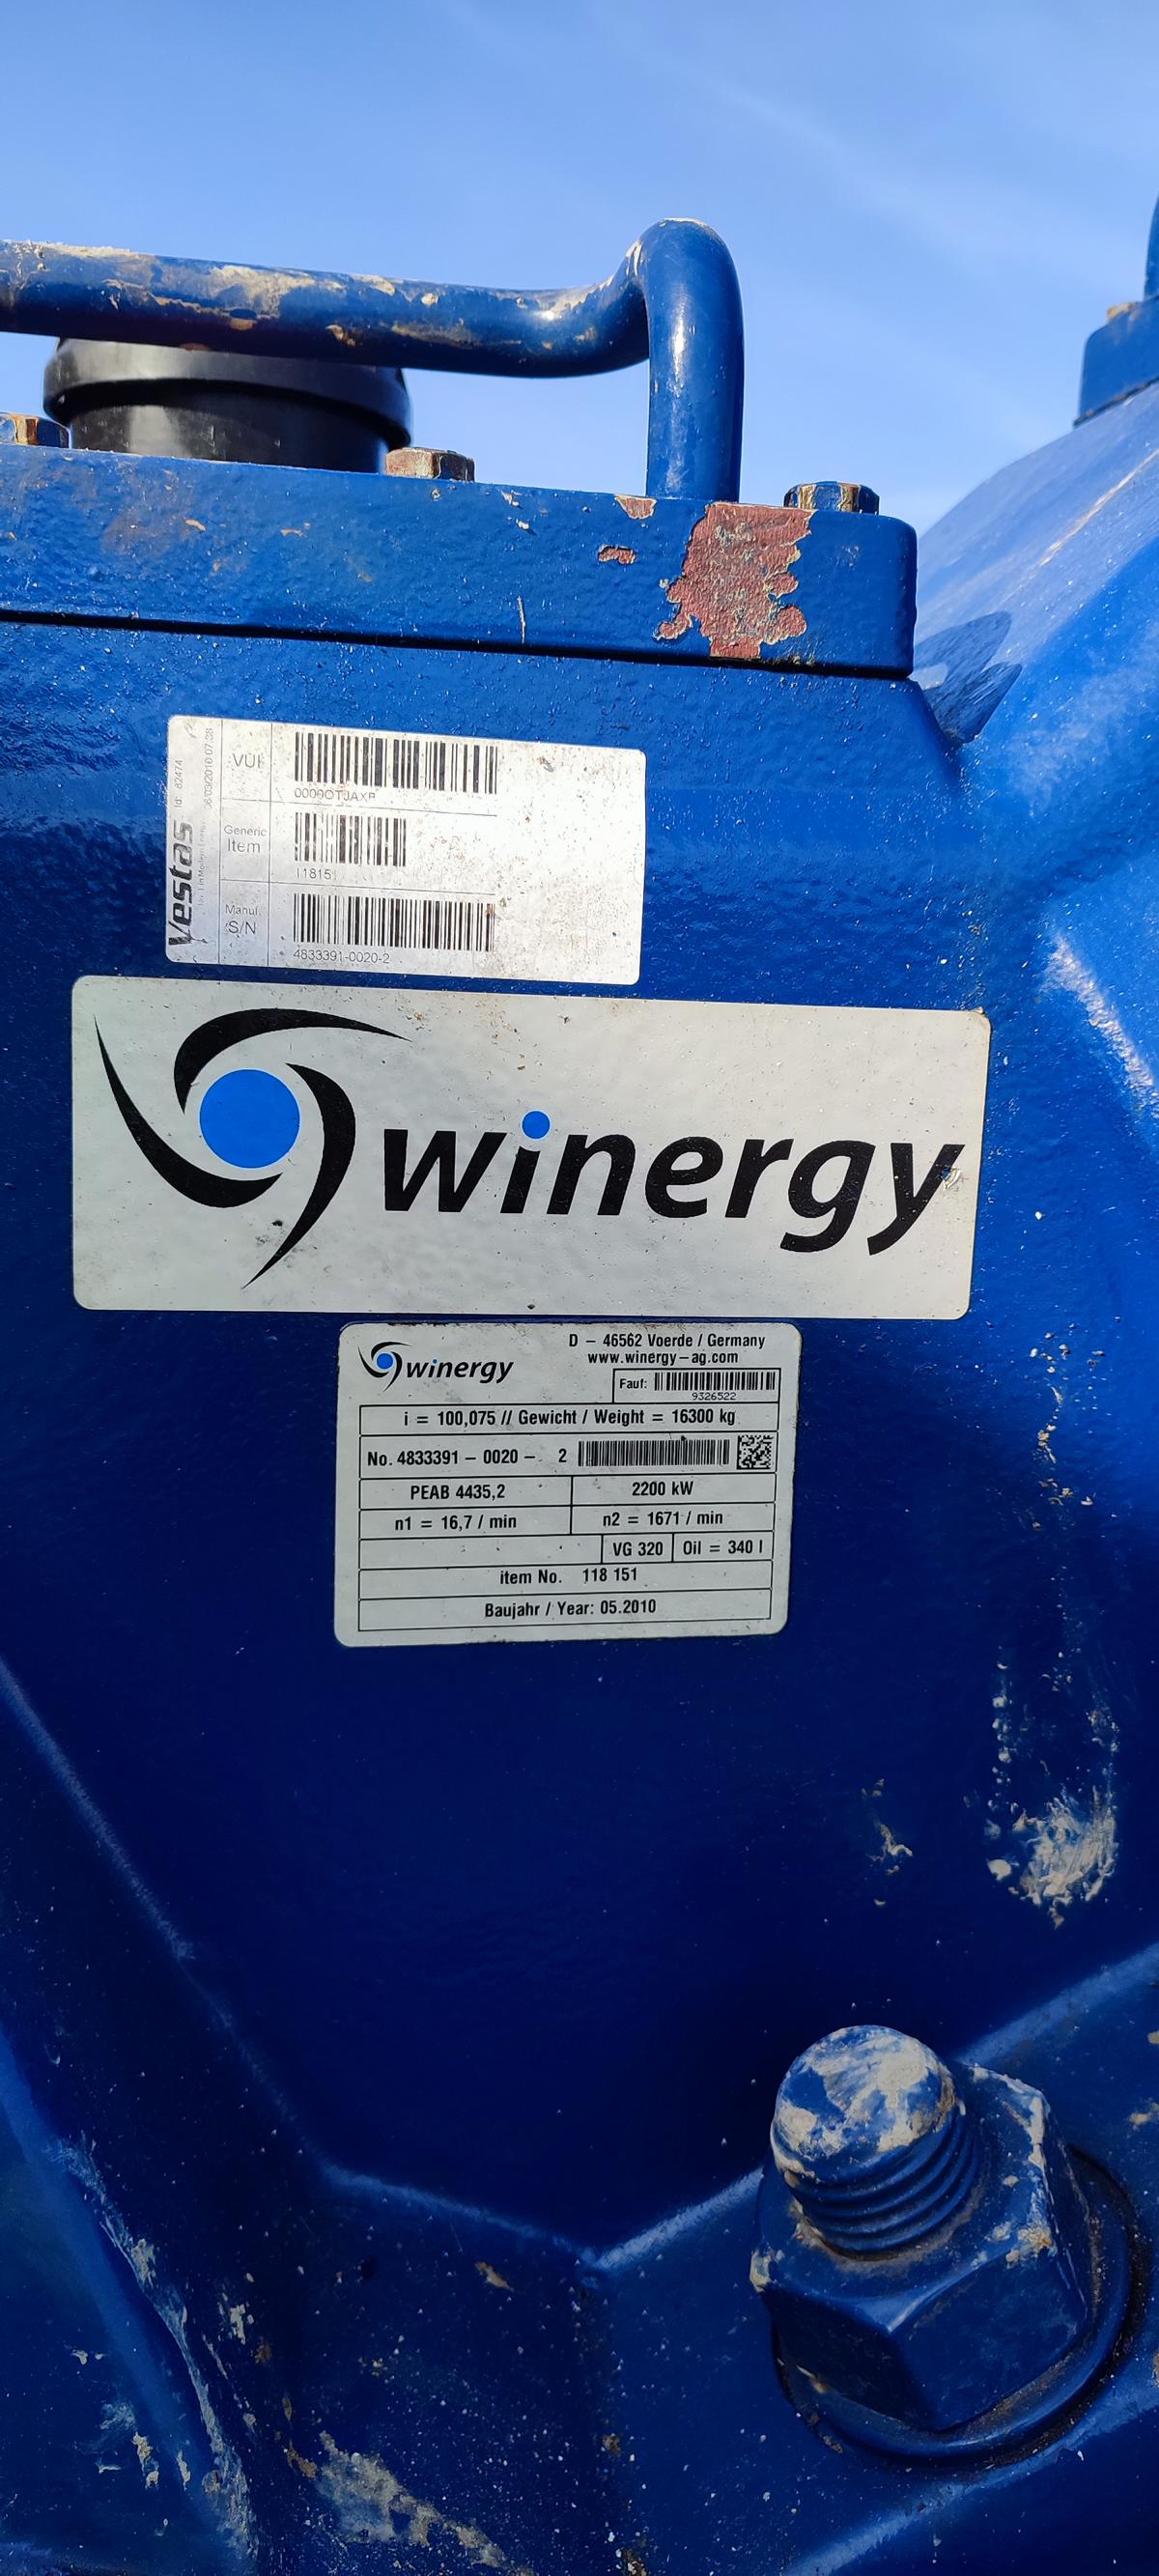 Vestas
Id: 82474
VUI
Generic
Item
118151
Manuf.
S/N
4833391-0020-2
winergy
winergy
D – 46562 Voerde / Germany
www.winergy–ag.com
Fauf:
9326522
i = 100,075 // Gewicht / Weight = 16300 kg
No. 4833391 – 0020 – 2
PEAB 4435,2 2200 kW
n1 = 16,7 / min n2 = 1671 / min
VG 320 Oil = 340 l
item No. 118 151
Baujahr / Year: 05.2010